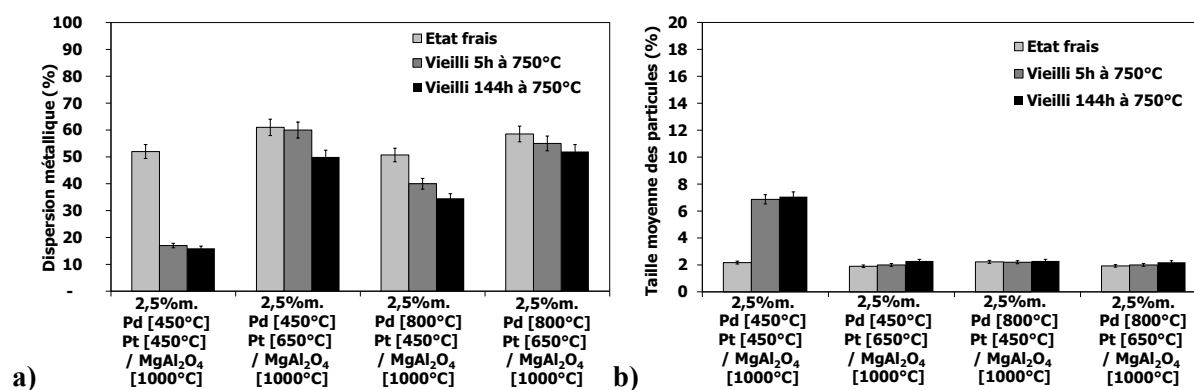 Dispersion métallique (%)
100
90
80
70
60
50
40
30
20
10
-
Etat frais
Vieilli 5h à 750°C
Vieilli 144h à 750°C
2,5%m.
Pd [450°C]
Pt [450°C]
/ MgAl2O4
[1000°C]
2,5%m.
Pd [450°C]
Pt [650°C]
/ MgAl2O4
[1000°C]
2,5%m.
Pd [800°C]
Pt [450°C]
/ MgAl2O4
[1000°C]
2,5%m.
Pd [800°C]
Pt [650°C]
/ MgAl2O4
[1000°C]
a)
Taille moyenne des particules (%)
20
18
16
14
12
10
8
6
4
2
0
Etat frais
Vieilli 5h à 750°C
Vieilli 144h à 750°C
2,5%m.
Pd [450°C]
Pt [450°C]
/ MgAl2O4
[1000°C]
2,5%m.
Pd [450°C]
Pt [650°C]
/ MgAl2O4
[1000°C]
2,5%m.
Pd [800°C]
Pt [450°C]
/ MgAl2O4
[1000°C]
2,5%m.
Pd [800°C]
Pt [650°C]
/ MgAl2O4
[1000°C]
b)